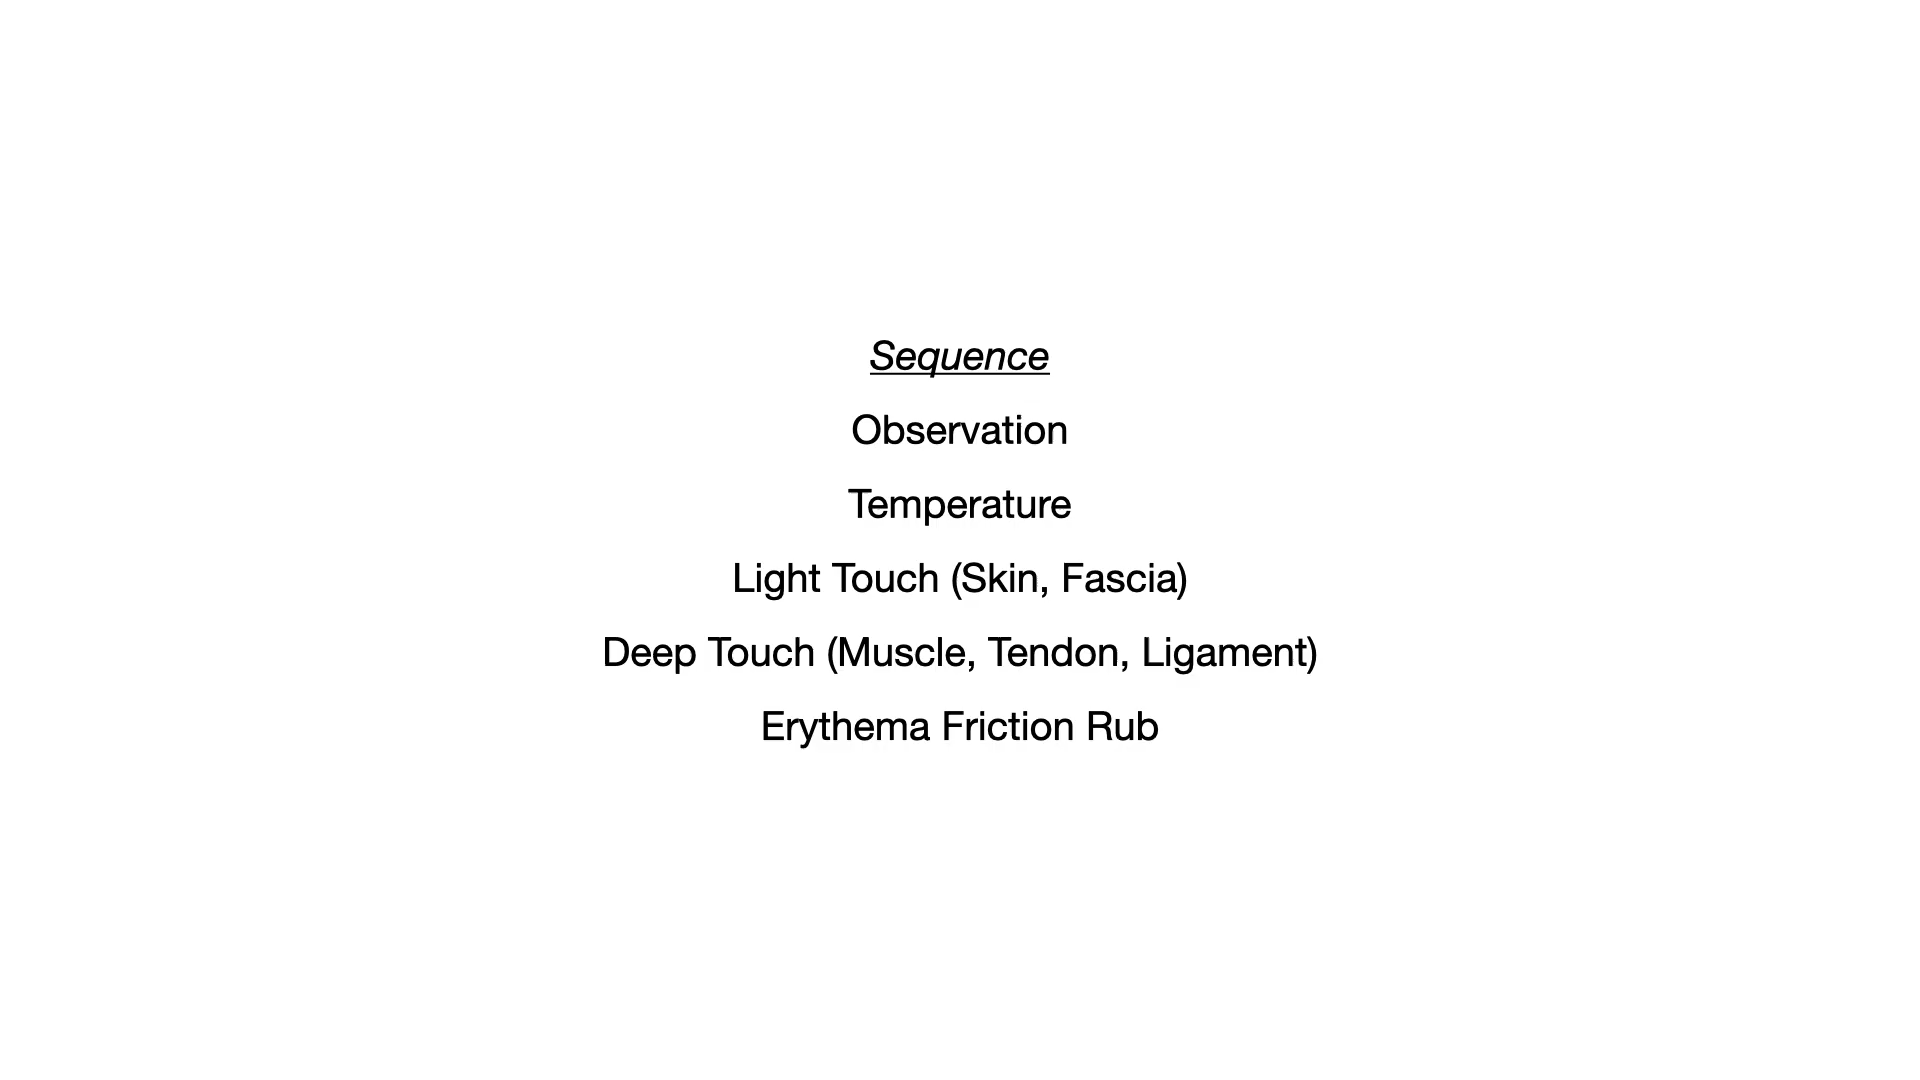 Sequence
Observation
Temperature
Light Touch (Skin, Fascia)
Deep Touch (Muscle, Tendon, Ligament)
Erythema Friction Rub